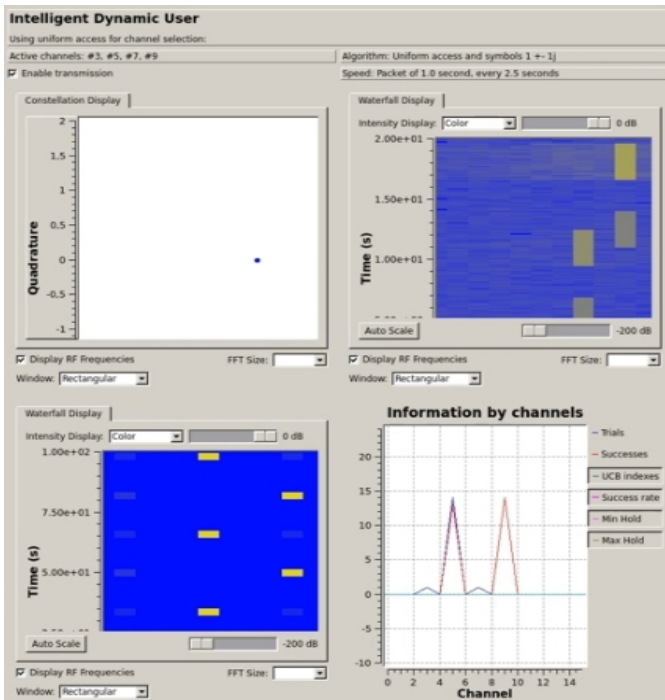 Intelligent Dynamic User
Using uniform access for channel selection:
Active channels: #3, #5, #7, #9
Algorithm: Uniform access and symbols 1 +- 1j
Enable transmission
Speed: Packet of 1.0 second, every 2.5 seconds
Constellation Display
2
1.5
1
0.5
0
-0.5
-1
Quadrature
Display RF Frequencies
FFT Size:
Window: Rectangular
Waterfall Display
Intensity Display: Color 0 dB
2.00e+01
1.50e+01
1.00e+01
Time (s)
Auto Scale -200 dB
Display RF Frequencies
FFT Size:
Window: Rectangular
Waterfall Display
Intensity Display: Color 0 dB
1.00e+02
7.50e+01
5.00e+01
Time (s)
Auto Scale -200 dB
Display RF Frequencies
FFT Size:
Window: Rectangular
Information by channels
20
15
10
5
0
-5
-10
0 2 4 6 8 10 12 14
Channel
Trials
Successes
UCB indexes
Success rate
Min Hold
Max Hold